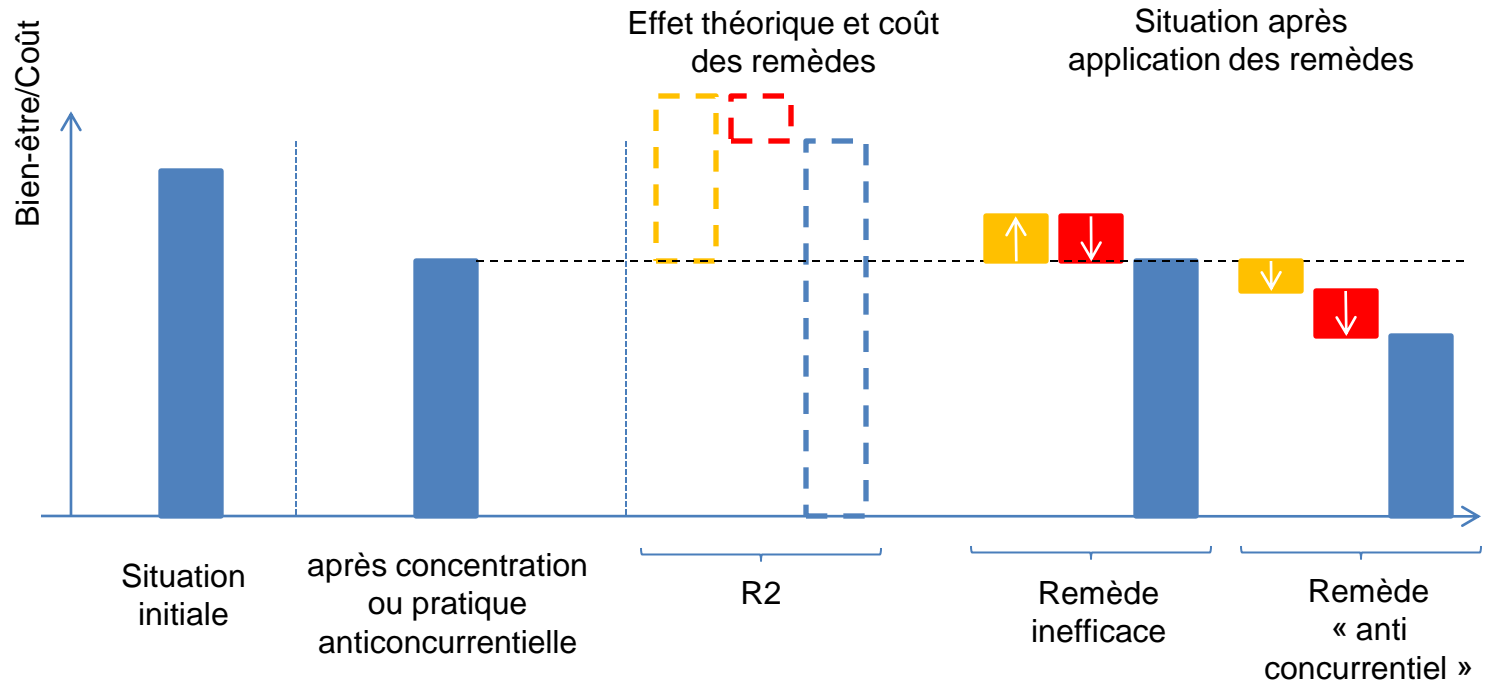 Effet théorique et coût
des remèdes
Situation après
application des remèdes
Bien-être/Coût
Situation
initiale
après concentration
ou pratique
anticoncurrentielle
R2
Remède
inefficace
Remède
« anti
concurrentiel »